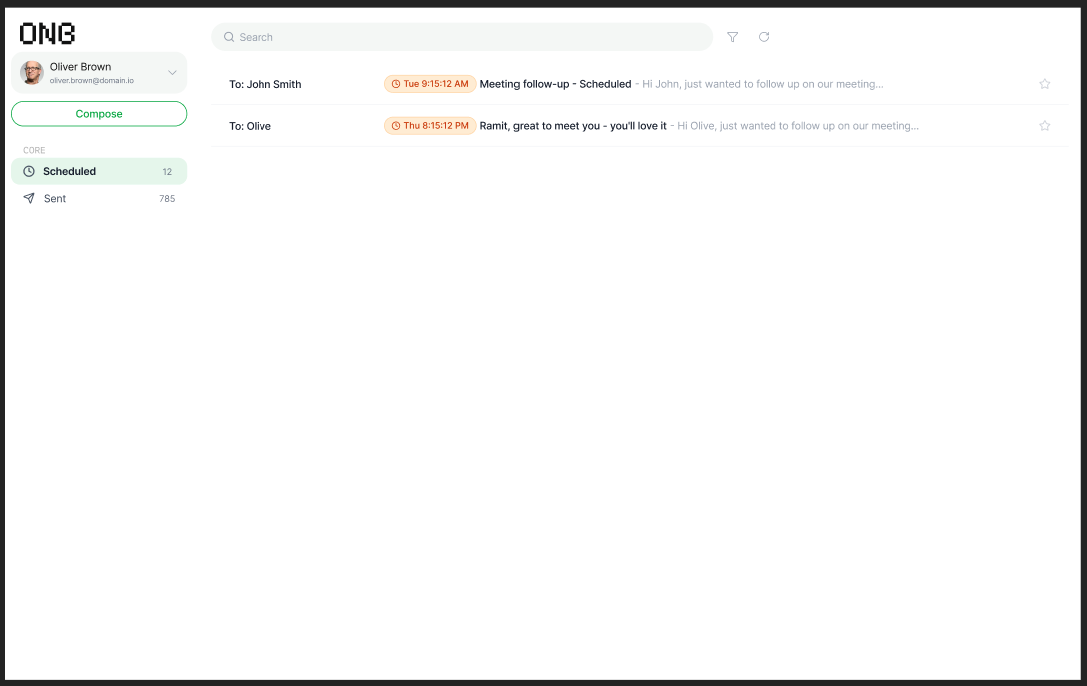 ONB
Search
Oliver Brown
oliver.brown@domain.io
Compose
CORE
Scheduled 12
Sent 785
To: John Smith Tue 9:15:12 AM Meeting follow-up - Scheduled - Hi John, just wanted to follow up on our meeting...
To: Olive Thu 8:15:12 PM Ramit, great to meet you - you'll love it - Hi Olive, just wanted to follow up on our meeting...